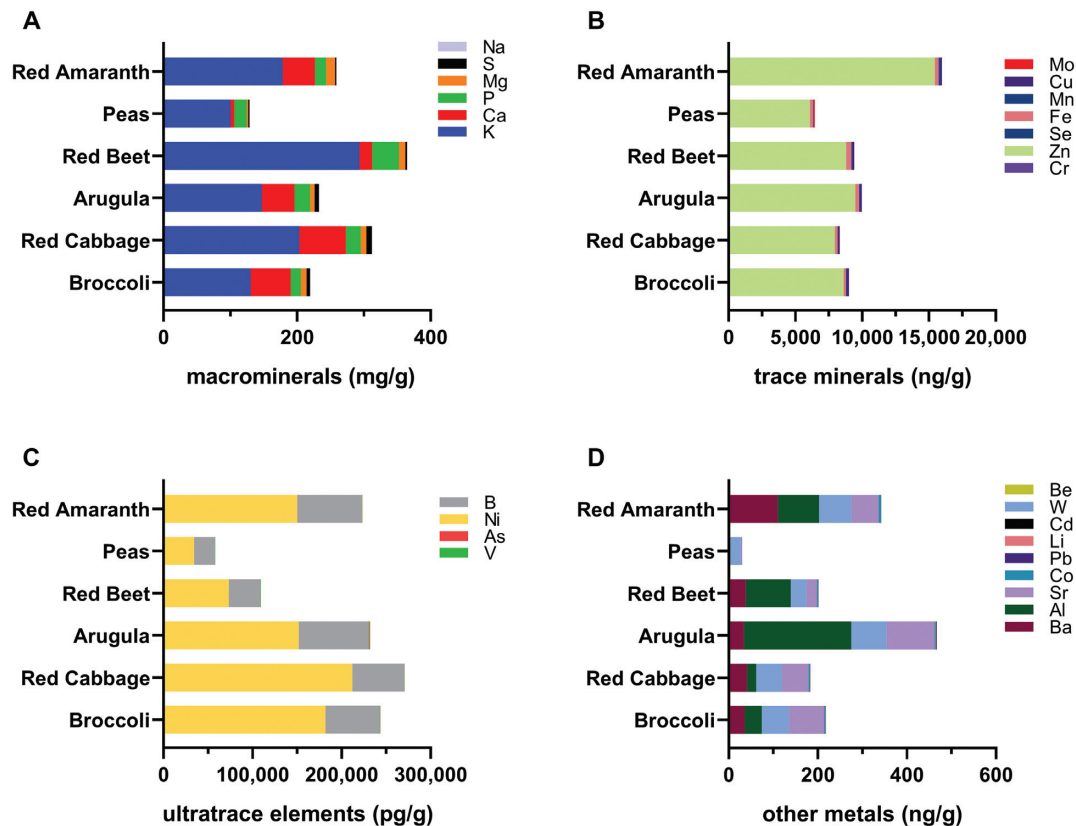 A
Red Amaranth
Peas
Red Beet
Arugula
Red Cabbage
Broccoli
0
200
400
macrominerals (mg/g)
Na
S
Mg
P
Ca
K
B
Red Amaranth
Peas
Red Beet
Arugula
Red Cabbage
Broccoli
0
5,000
10,000
15,000
20,000
trace minerals (ng/g)
Mo
Cu
Mn
Fe
Se
Zn
Cr
C
Red Amaranth
Peas
Red Beet
Arugula
Red Cabbage
Broccoli
0
100,000
200,000
300,000
ultratrace elements (pg/g)
B
Ni
As
V
D
Red Amaranth
Peas
Red Beet
Arugula
Red Cabbage
Broccoli
0
200
400
600
other metals (ng/g)
Be
W
Cd
Li
Pb
Co
Sr
Al
Ba